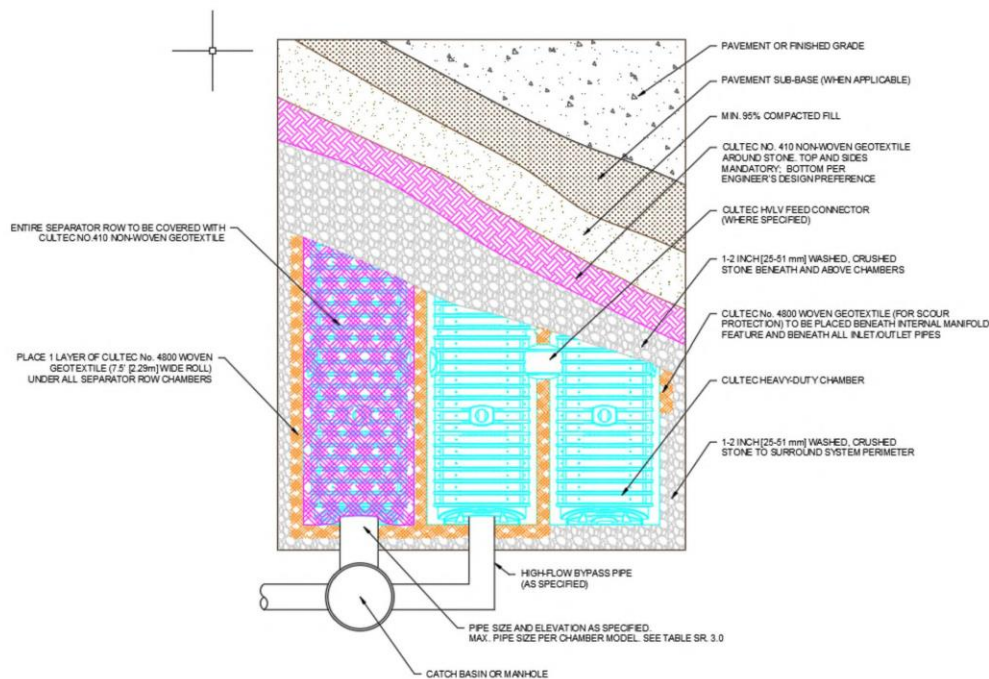 PAVEMENT OR FINISHED GRADE
PAVEMENT SUB-BASE (WHEN APPLICABLE)
MIN. 95% COMPACTED FILL
CULTEC NO. 410 NON-WOVEN GEOTEXTILE
AROUND STONE. TOP AND SIDES
MANDATORY; BOTTOM PER
ENGINEER'S DESIGN PREFERENCE
CULTEC HVLV FEED CONNECTOR
(WHERE SPECIFIED)
ENTIRE SEPARATOR ROW TO BE COVERED WITH
CULTEC NO.410 NON-WOVEN GEOTEXTILE
1-2 INCH [25-51 mm] WASHED, CRUSHED
STONE BENEATH AND ABOVE CHAMBERS
CULTEC No. 4800 WOVEN GEOTEXTILE (FOR SCOUR
PROTECTION) TO BE PLACED BENEATH INTERNAL MANIFOLD
FEATURE AND BENEATH ALL INLET/OUTLET PIPES
PLACE 1 LAYER OF CULTEC No. 4800 WOVEN
GEOTEXTILE (7.5' [2.29m] WIDE ROLL)
UNDER ALL SEPARATOR ROW CHAMBERS
CULTEC HEAVY-DUTY CHAMBER
1-2 INCH [25-51 mm] WASHED, CRUSHED
STONE TO SURROUND SYSTEM PERIMETER
HIGH-FLOW BYPASS PIPE
(AS SPECIFIED)
PIPE SIZE AND ELEVATION AS SPECIFIED.
MAX. PIPE SIZE PER CHAMBER MODEL. SEE TABLE SR. 3.0
CATCH BASIN OR MANHOLE